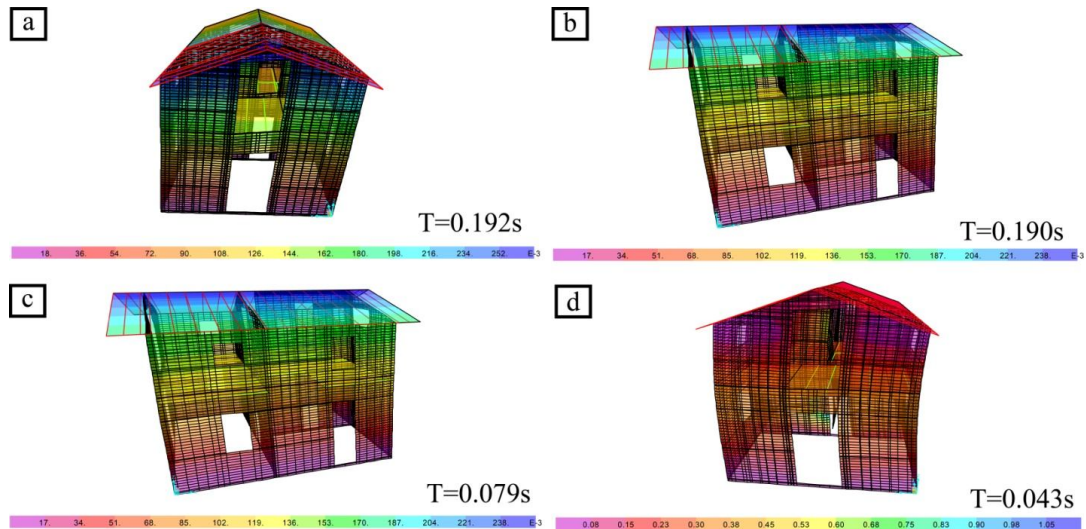 a
T=0.192s
18. 36. 54. 72. 90. 108. 126. 144. 162. 180. 198. 216. 234. 252. E-3
b
T=0.190s
17. 34. 51. 68. 85. 102. 119. 136. 153. 170. 187. 204. 221. 238. E-3
c
T=0.079s
17. 34. 51. 68. 85. 102. 119. 136. 153. 170. 187. 204. 221. 238. E-3
d
T=0.043s
0.08 0.15 0.23 0.30 0.38 0.45 0.53 0.60 0.68 0.75 0.83 0.90 0.98 1.05